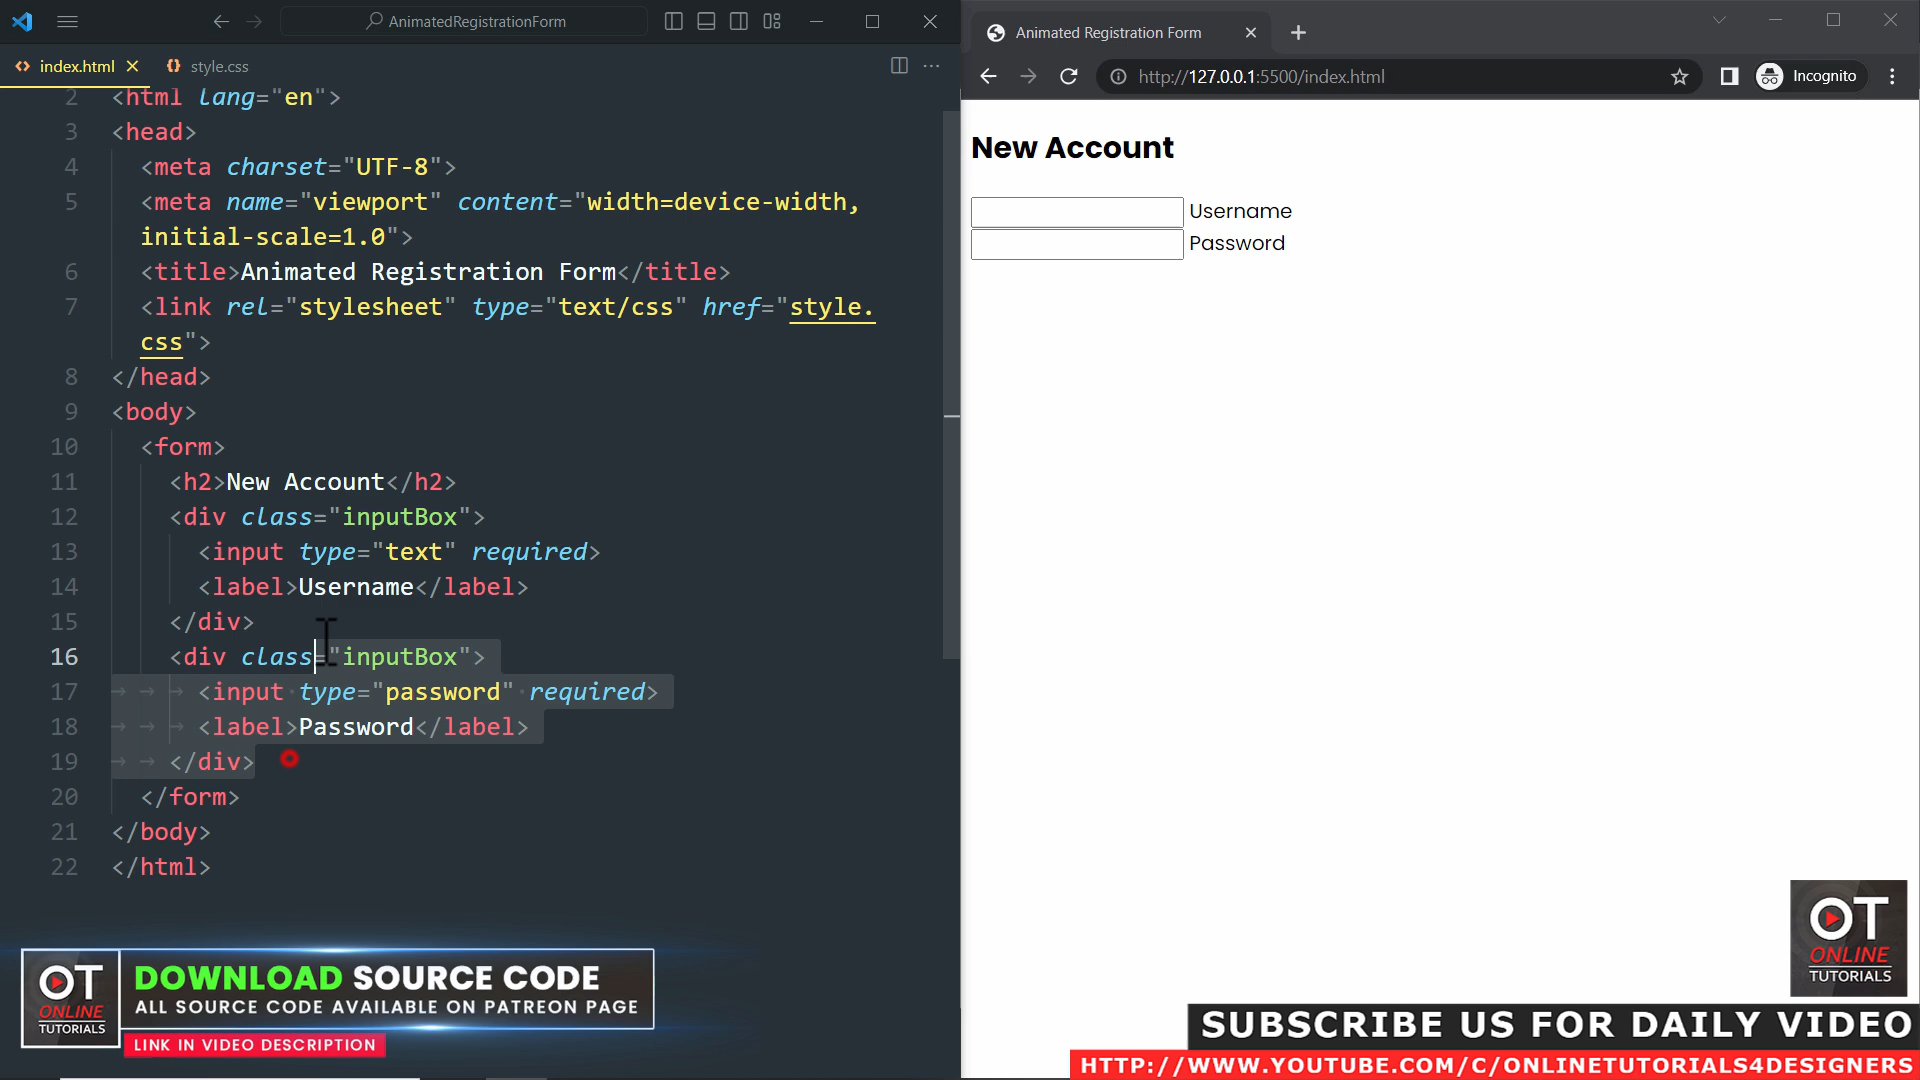 AnimatedRegistrationForm
index.html
style.css
2 <html lang="en">
3 <head>
4 <meta charset="UTF-8">
5 <meta name="viewport" content="width=device-width,
initial-scale=1.0">
6 <title>Animated Registration Form</title>
7 <link rel="stylesheet" type="text/css" href="style.
css">
8 </head>
9 <body>
10 <form>
11 <h2>New Account</h2>
12 <div class="inputBox">
13 <input type="text" required>
14 <label>Username</label>
15 </div>
16 <div class="inputBox">
17 <input type="password" required>
18 <label>Password</label>
19 </div>
20 </form>
21 </body>
22 </html>
OT
ONLINE
TUTORIALS
DOWNLOAD SOURCE CODE
ALL SOURCE CODE AVAILABLE ON PATREON PAGE
LINK IN VIDEO DESCRIPTION
Animated Registration Form
http://127.0.0.1:5500/index.html
Incognito
New Account
Username
Password
OT
ONLINE
TUTORIALS
SUBSCRIBE US FOR DAILY VIDEO
HTTP://WWW.YOUTUBE.COM/C/ONLINETUTORIALS4DESIGNERS